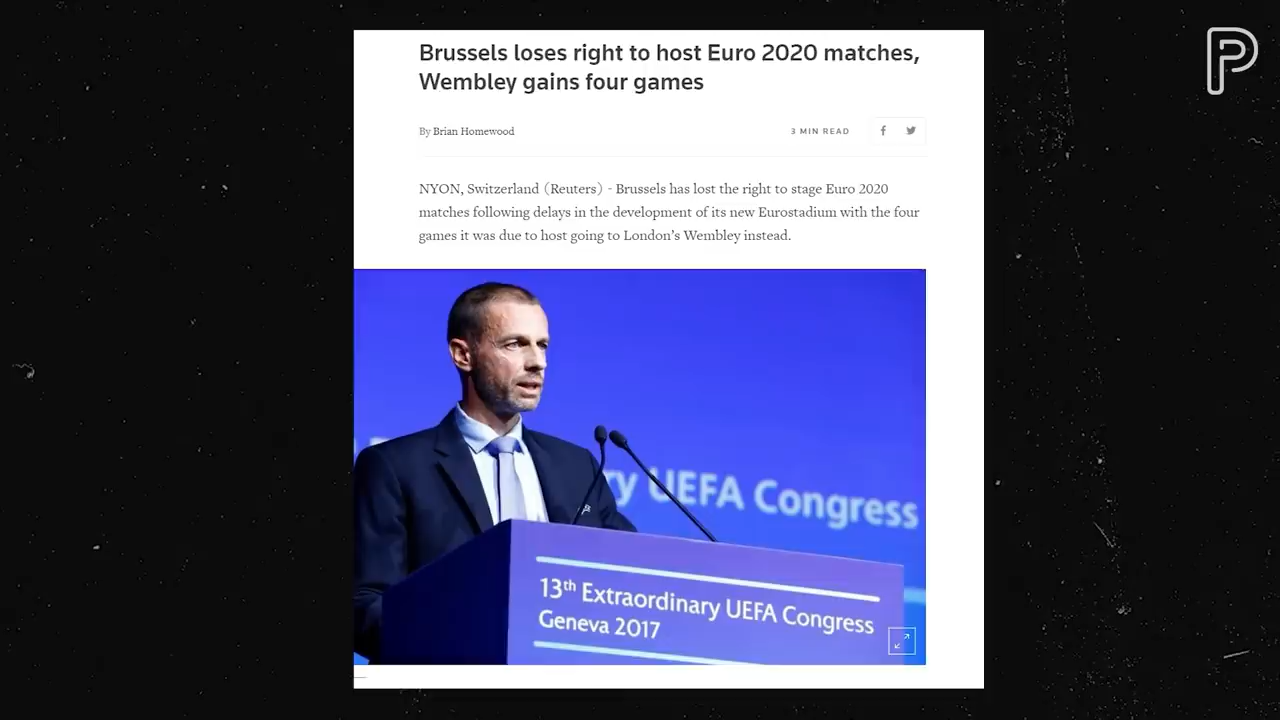 P
Brussels loses right to host Euro 2020 matches,
Wembley gains four games
By Brian Homewood
3 MIN READ
NYON, Switzerland (Reuters) - Brussels has lost the right to stage Euro 2020
matches following delays in the development of its new Eurostadium with the four
games it was due to host going to London's Wembley instead.
ry UEFA Congress
13th Extraordinary UEFA Congress
Geneva 2017